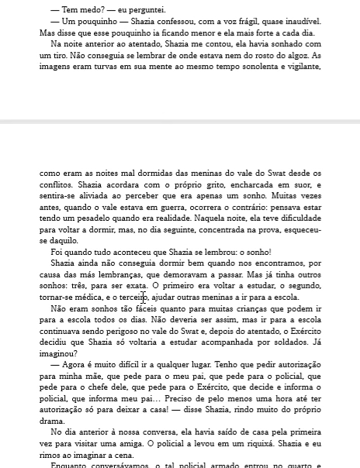 — Tem medo? — eu perguntei.
— Um pouquinho — Shazia confessou, com a voz frágil, quase inaudível.
Mas disse que esse pouquinho ia ficando menor e ela mais forte a cada dia.
Na noite anterior ao atentado, Shazia me contou, ela havia sonhado com
um tiro. Não conseguia se lembrar de onde estava nem do rosto do algoz. As
imagens eram turvas em sua mente ao mesmo tempo sonolenta e vigilante,
como eram as noites mal dormidas das meninas do vale do Swat desde os
conflitos. Shazia acordara com o próprio grito, encharcada em suor, e
sentira-se aliviada ao perceber que era apenas um sonho. Muitas vezes
antes, quando o vale estava em guerra, ocorrera o contrário: pensava estar
tendo um pesadelo quando era realidade. Naquela noite, ela teve dificuldade
para voltar a dormir, mas, no dia seguinte, concentrada na prova, esqueceu-
se daquilo.
Foi quando tudo aconteceu que Shazia se lembrou: o sonho!
Shazia ainda não conseguia dormir bem quando nos encontramos, por
causa das más lembranças, que demoravam a passar. Mas já tinha outros
sonhos: três, para ser exata. O primeiro era voltar a estudar, o segundo,
tornar-se médica, e o terceiro, ajudar outras meninas a ir para a escola.
Não eram sonhos tão fáceis quanto para muitas crianças que podem ir
para a escola todos os dias. Não deveria ser assim, mas ir para a escola
continuava sendo perigoso no vale do Swat e, depois do atentado, o Exército
decidiu que Shazia só voltaria a estudar acompanhada por soldados. Já
imaginou?
— Agora é muito difícil ir a qualquer lugar. Tenho que pedir autorização
para minha mãe, que pede para o meu pai, que pede para o policial, que
pede para o chefe dele, que pede para o Exército, que decide e informa o
policial, que informa meu pai... Preciso de pelo menos uma hora até ter
autorização só para deixar a casa! — disse Shazia, rindo muito do próprio
drama.
No dia anterior à nossa conversa, ela havia saído de casa pela primeira
vez para visitar uma amiga. O policial a levou em um riquixá. Shazia e eu
rimos ao imaginar a cena.
Enquanto conversávamos, o tal policial armado entrou no quarto e